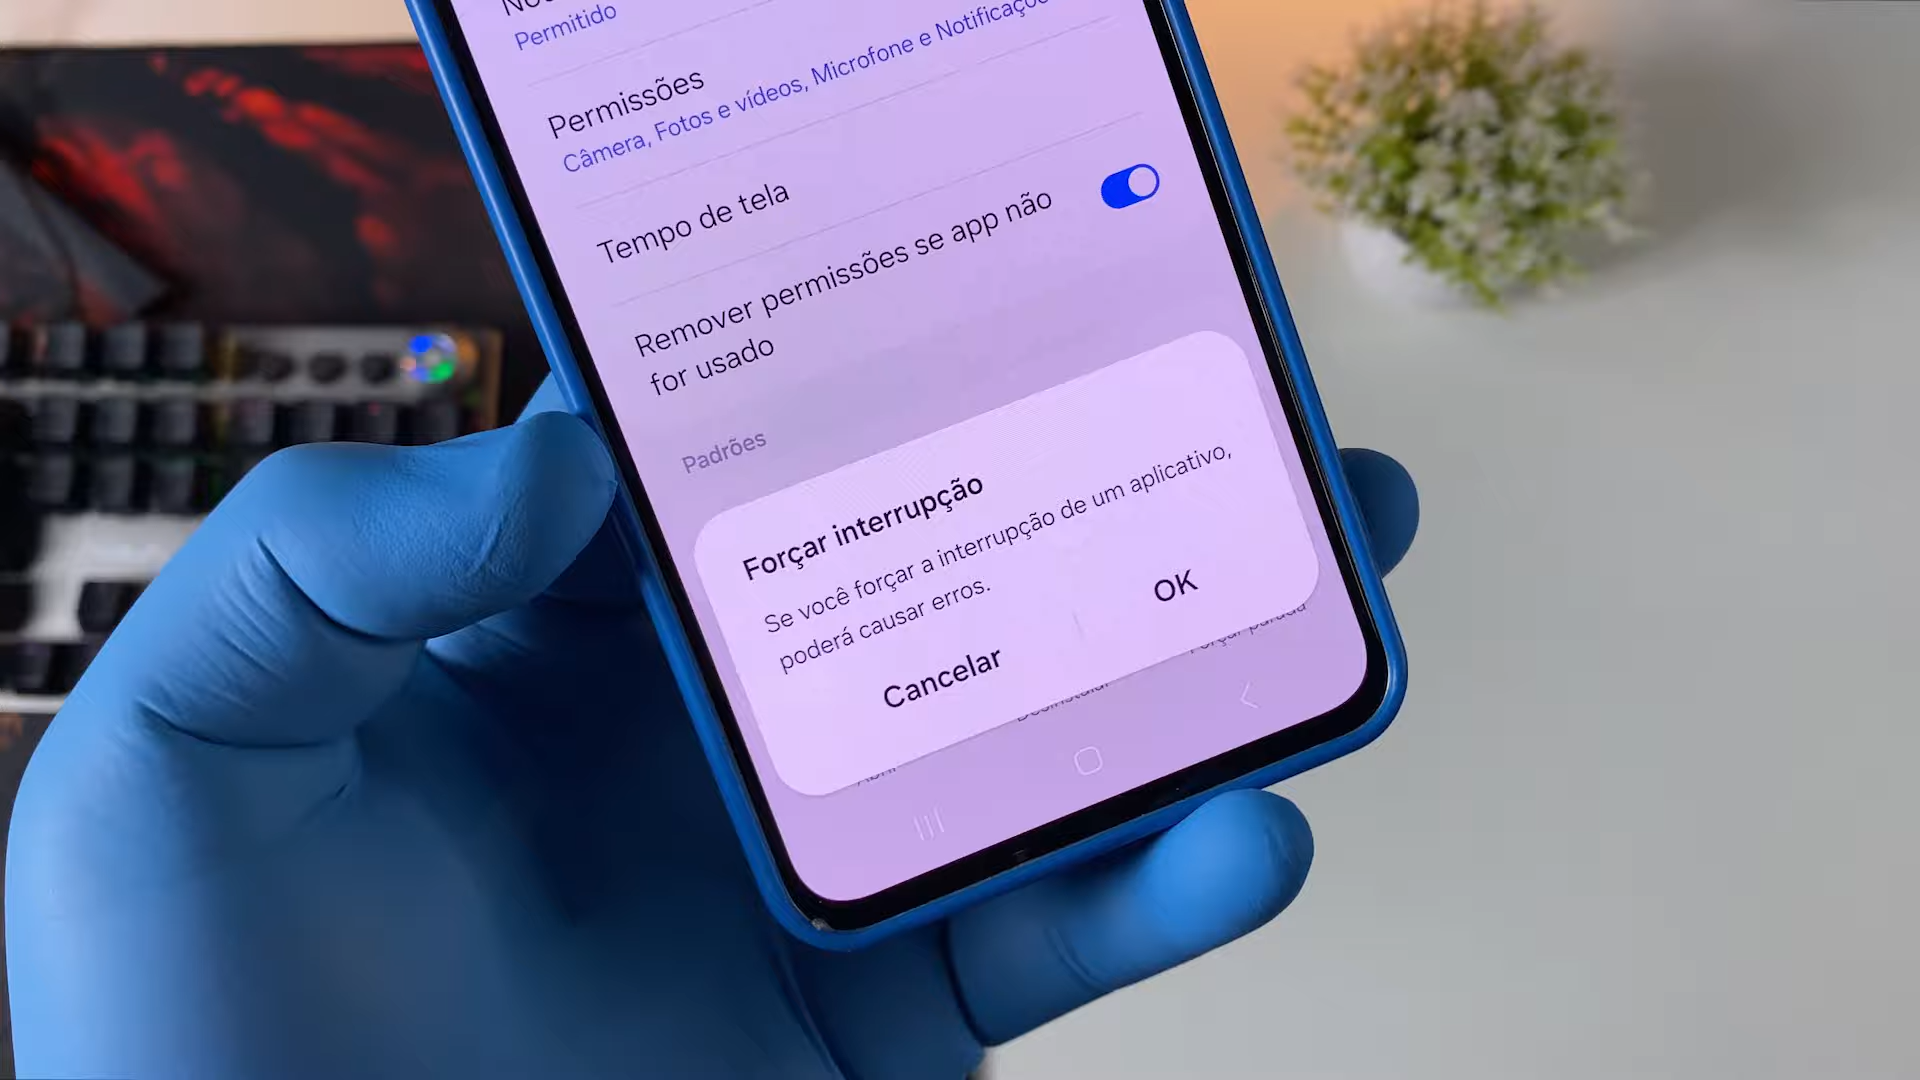 Permitido
Permissões
Câmera, Fotos e vídeos, Microfone e Notificaçõe
Tempo de tela
Remover permissões se app não
for usado
Padrões
Forçar interrupção
Se você forçar a interrupção de um aplicativo,
poderá causar erros.
Cancelar
OK